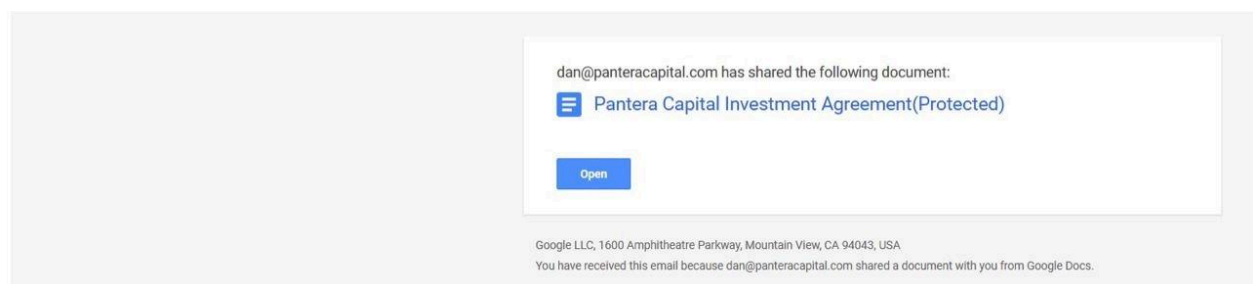 dan@panteracapital.com has shared the following document:
Pantera Capital Investment Agreement(Protected)
Open
Google LLC, 1600 Amphitheatre Parkway, Mountain View, CA 94043, USA
You have received this email because dan@panteracapital.com shared a document with you from Google Docs.